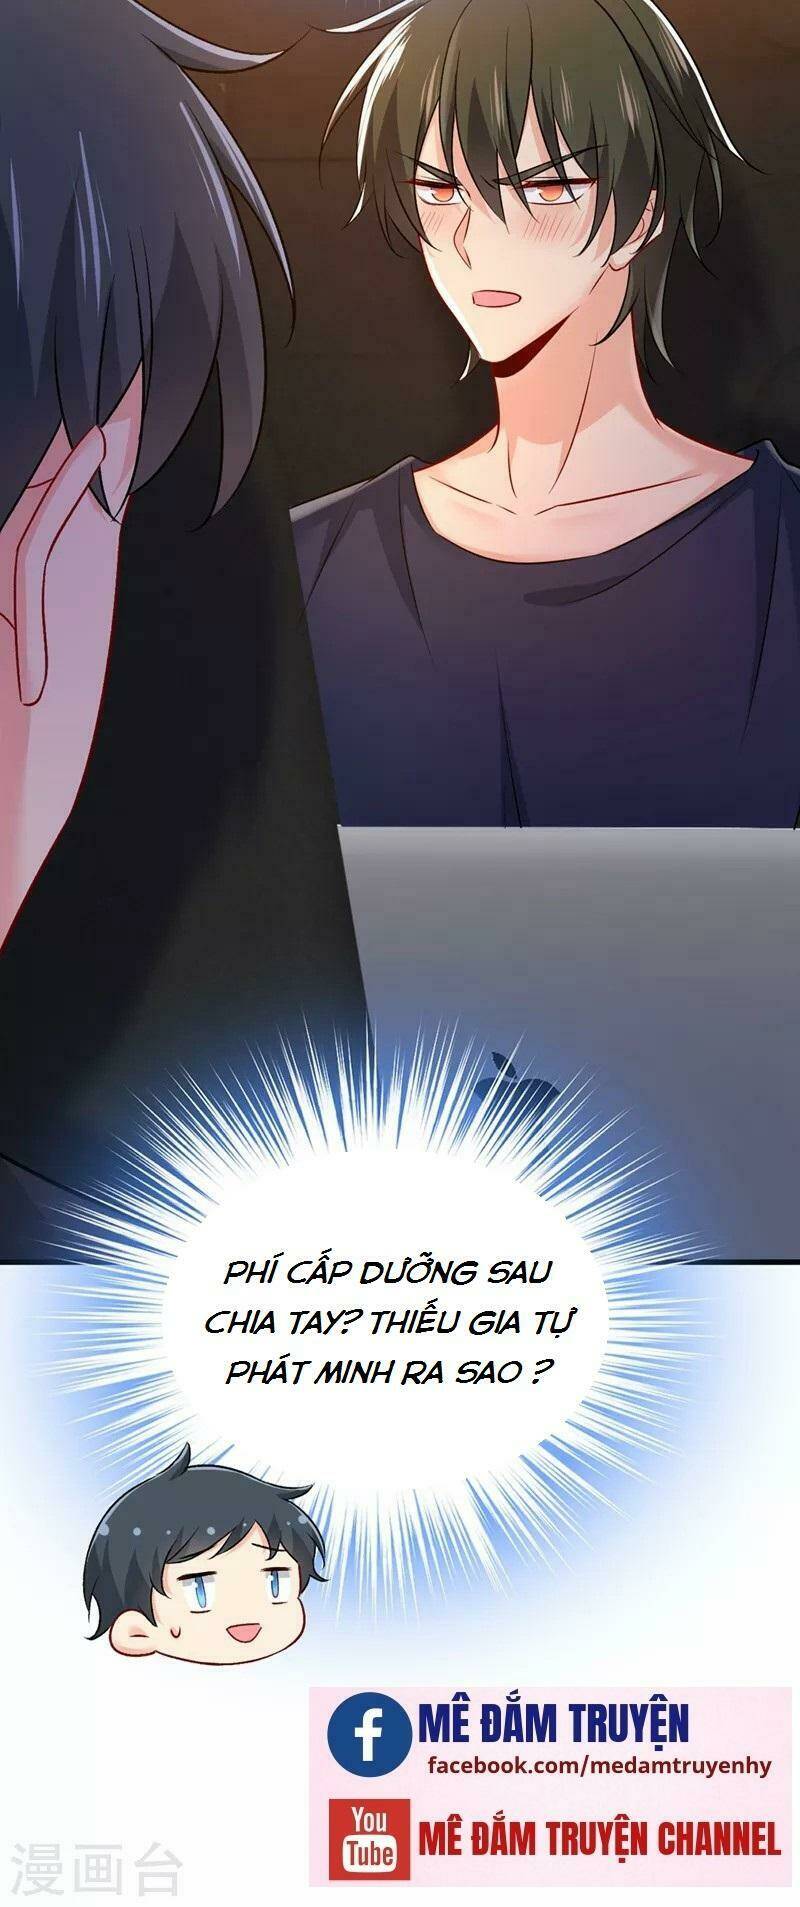 PHÍ CẤP DƯỠNG SAU
CHIA TAY? THIẾU GIA TỰ
PHÁT MINH RA SAO ?
f MÊ ĐẮM TRUYỆN
facebook.com/medamtruyenhy
You
Tube
MÊ ĐẮM TRUYỆN CHANNEL
漫画台